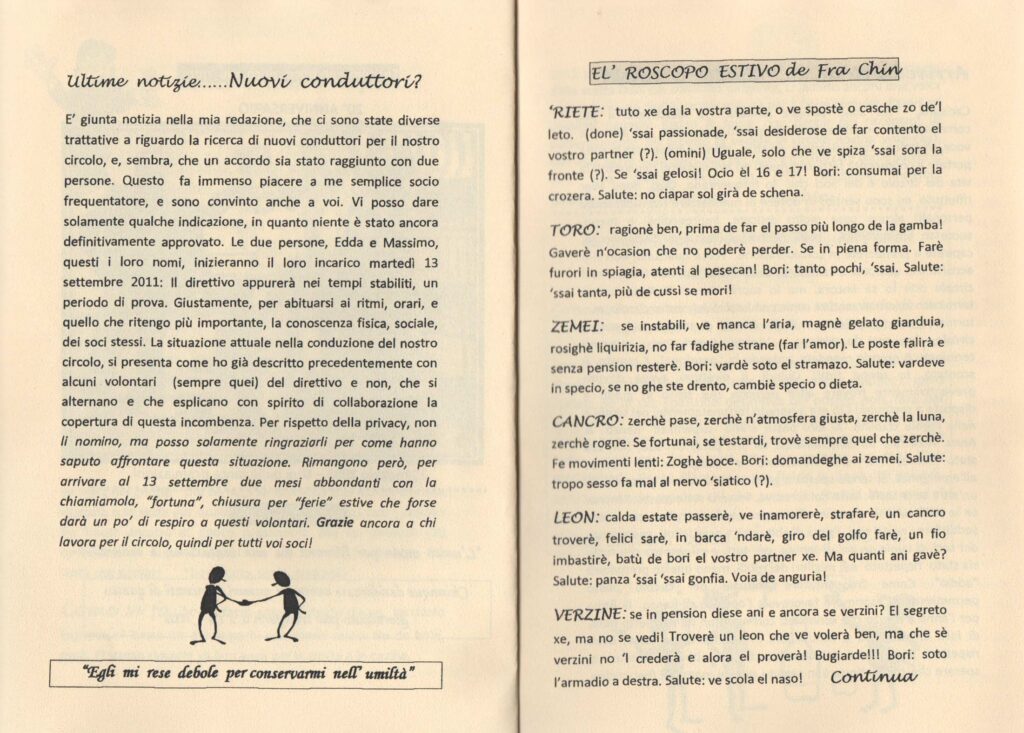 Ultime notizie......Nuovi conduttori?
E' giunta notizia nella mia redazione, che ci sono state diverse
trattative a riguardo la ricerca di nuovi conduttori per il nostro
circolo, e, sembra, che un accordo sia stato raggiunto con due
persone. Questo fa immenso piacere a me semplice socio
frequentatore, e sono convinto anche a voi. Vi posso dare
solamente qualche indicazione, in quanto niente è stato ancora
definitivamente approvato. Le due persone, Edda e Massimo,
questi i loro nomi, inizieranno il loro incarico martedì 13
settembre 2011: Il direttivo appurerà nei tempi stabiliti, un
periodo di prova. Giustamente, per abituarsi ai ritmi, orari, e
quello che ritengo più importante, la conoscenza fisica, sociale,
dei soci stessi. La situazione attuale nella conduzione del nostro
circolo, si presenta come ho già descritto precedentemente con
alcuni volontari (sempre quei) del direttivo e non, che si
alternano e che esplicano con spirito di collaborazione la
copertura di questa incombenza. Per rispetto della privacy, non
li nomino, ma posso solamente ringraziarli per come hanno
saputo affrontare questa situazione. Rimangono però, per
arrivare al 13 settembre due mesi abbondanti con la
chiamiamola, "fortuna", chiusura per "ferie" estive che forse
darà un po' di respiro a questi volontari. Grazie ancora a chi
lavora per il circolo, quindi per tutti voi soci!
"Egli mi rese debole per conservarmi nell' umiltà"
EL' ROSCOPO ESTIVO de Fra Chin
'RIETE: tuto xe da la vostra parte, o ve spostè o casche zo de'l
leto. (done) 'ssai passionade, 'ssai desiderose de far contento el
vostro partner (?). (omini) Uguale, solo che ve spiza 'ssai sora la
fronte (?). Se 'ssai gelosi! Ocio èl 16 e 17! Bori: consumai per la
crozera. Salute: no ciapar sol girà de schena.
TORO: ragionè ben, prima de far el passo più longo de la gamba!
Gaverè n'ocasion che no poderè perder. Se in piena forma. Farè
furori in spiagia, atenti al pesecan! Bori: tanto pochi, 'ssai. Salute:
'ssai tanta, più de cussì se mori!
ZEMEI: se instabili, ve manca l'aria, magnè gelato gianduia,
rosighè liquirizia, no far fadighe strane (far l'amor). Le poste falirà e
senza pension resterè. Bori: vardè soto el stramazo. Salute: vardeve
in specio, se no ghe ste drento, cambiè specio o dieta.
CANCRO: zerchè pase, zerchè n'atmosfera giusta, zerchè la luna,
zerchè rogne. Se fortunai, se testardi, trovè sempre quel che zerchè.
Fe movimenti lenti: Zoghè boce. Bori: domandeghe ai zemei. Salute:
tropo sesso fa mal al nervo 'siatico (?).
LEON: calda estate passerè, ve inamorerè, strafarè, un cancro
troverè, felici sarè, in barca 'ndarè, giro del golfo farè, un fio
imbastirè, batù de bori el vostro partner xe. Ma quanti ani gavè?
Salute: panza 'ssai 'ssai gonfia. Voia de anguria!
VERZINE: se in pension diese ani e ancora se verzini? El segreto
xe, ma no se vedi! Troverè un leon che ve volerà ben, ma che sè
verzini no 'l crederà e alora el proverà! Bugiarde!!! Bori: soto
l'armadio a destra. Salute: ve scola el naso! Continua